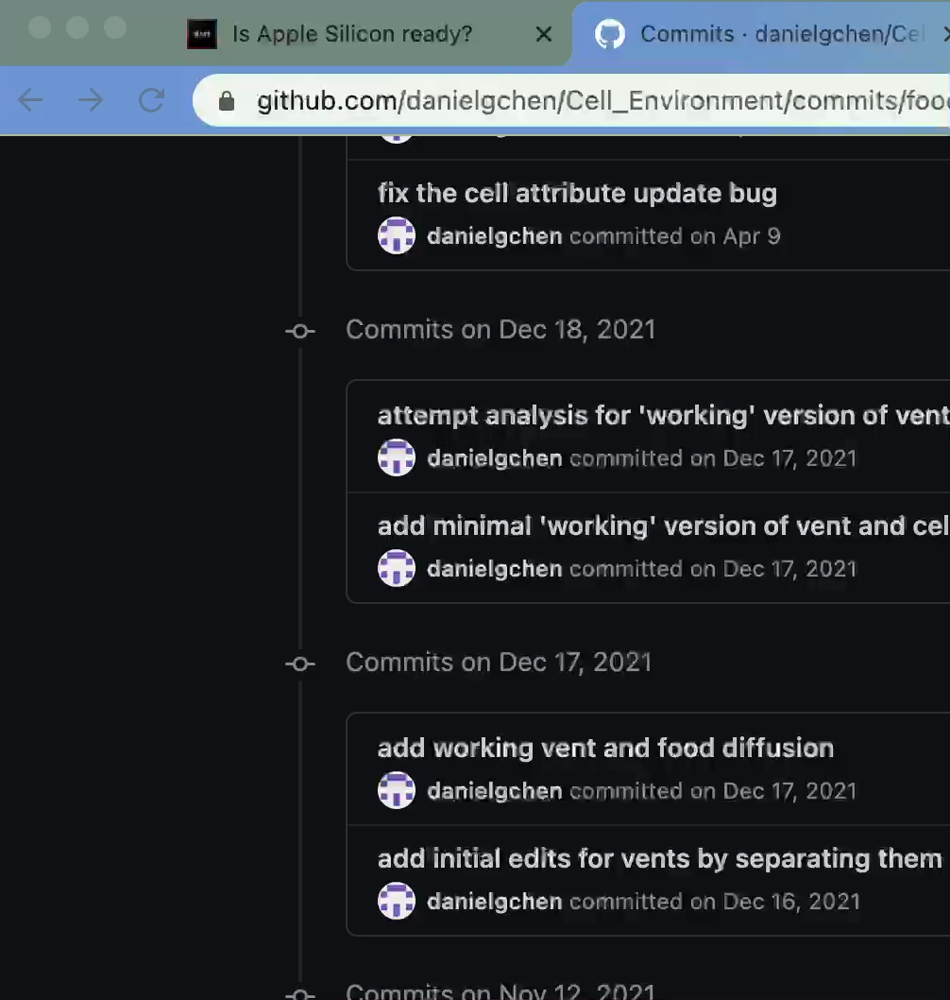 Is Apple Silicon ready?
Commits · danielgchen/Cel
github.com/danielgchen/Cell_Environment/commits/foo
fix the cell attribute update bug
danielgchen committed on Apr 9
Commits on Dec 18, 2021
attempt analysis for 'working' version of vent
danielgchen committed on Dec 17, 2021
add minimal 'working' version of vent and cel
danielgchen committed on Dec 17, 2021
Commits on Dec 17, 2021
add working vent and food diffusion
danielgchen committed on Dec 17, 2021
add initial edits for vents by separating them
danielgchen committed on Dec 16, 2021
Commits on Nov 12, 2021